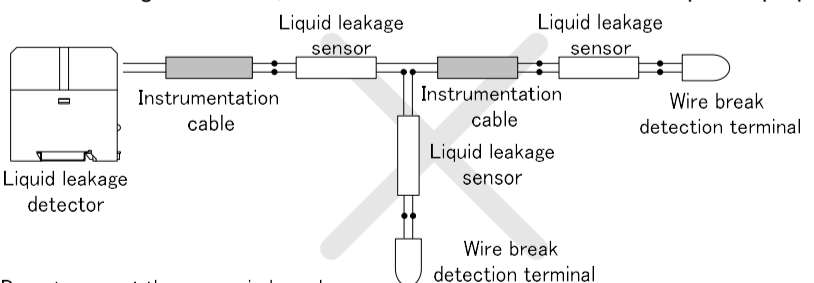 Liquid leakage
sensor
Liquid leakage
sensor
Instrumentation
cable
Instrumentation
cable
Wire break
detection terminal
Liquid leakage
sensor
Liquid leakage
detector
Wire break
detection terminal